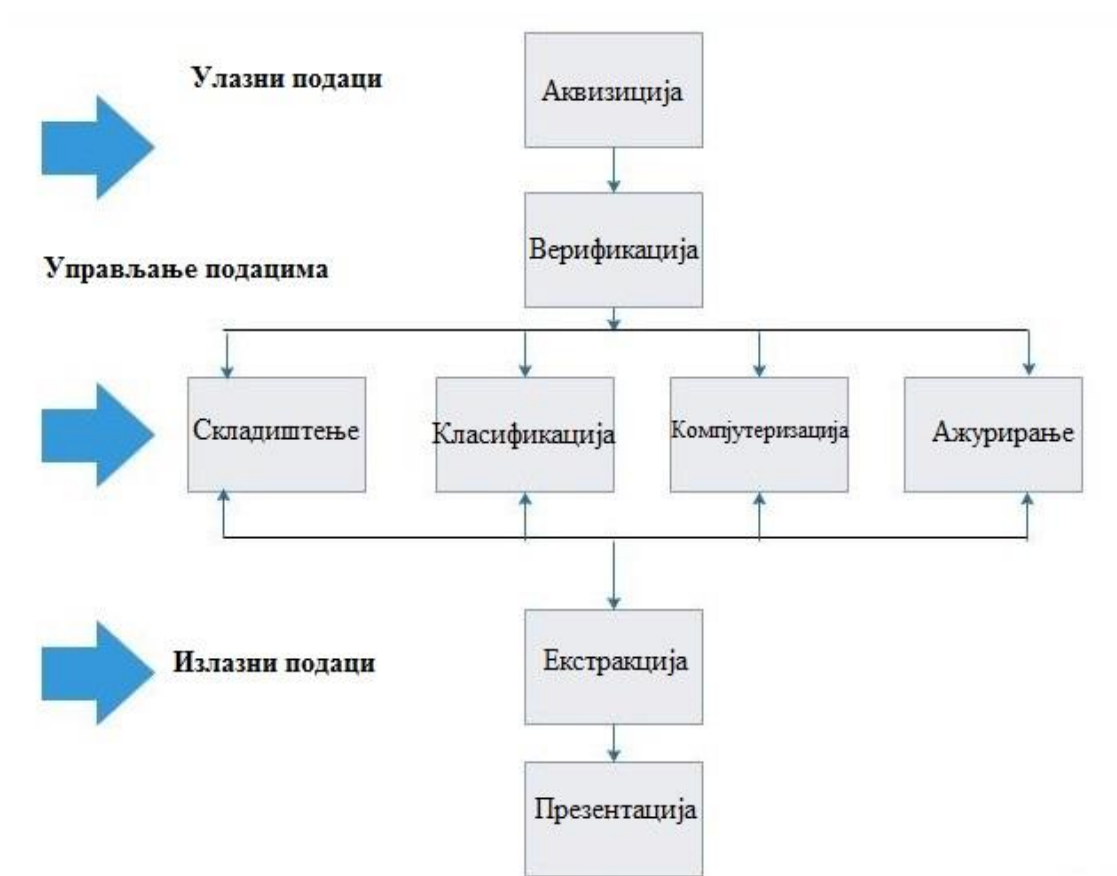 Улазни подаци
Аквизиција
Верификација
Управљање подацима
Складиштење
Класификација
Компјутеризација
Ажурирање
Излазни подаци
Екстракција
Презентација